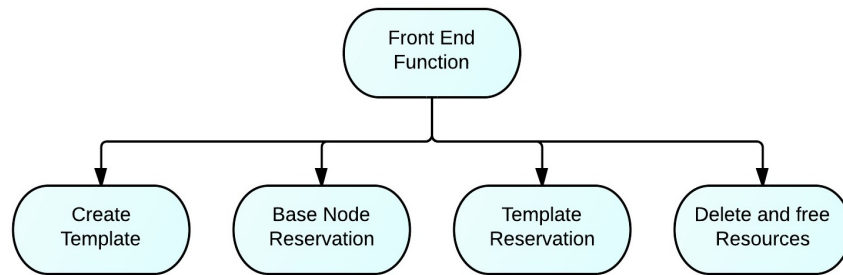 Front End
Function
Create
Template
Base Node
Reservation
Template
Reservation
Delete and free
Resources